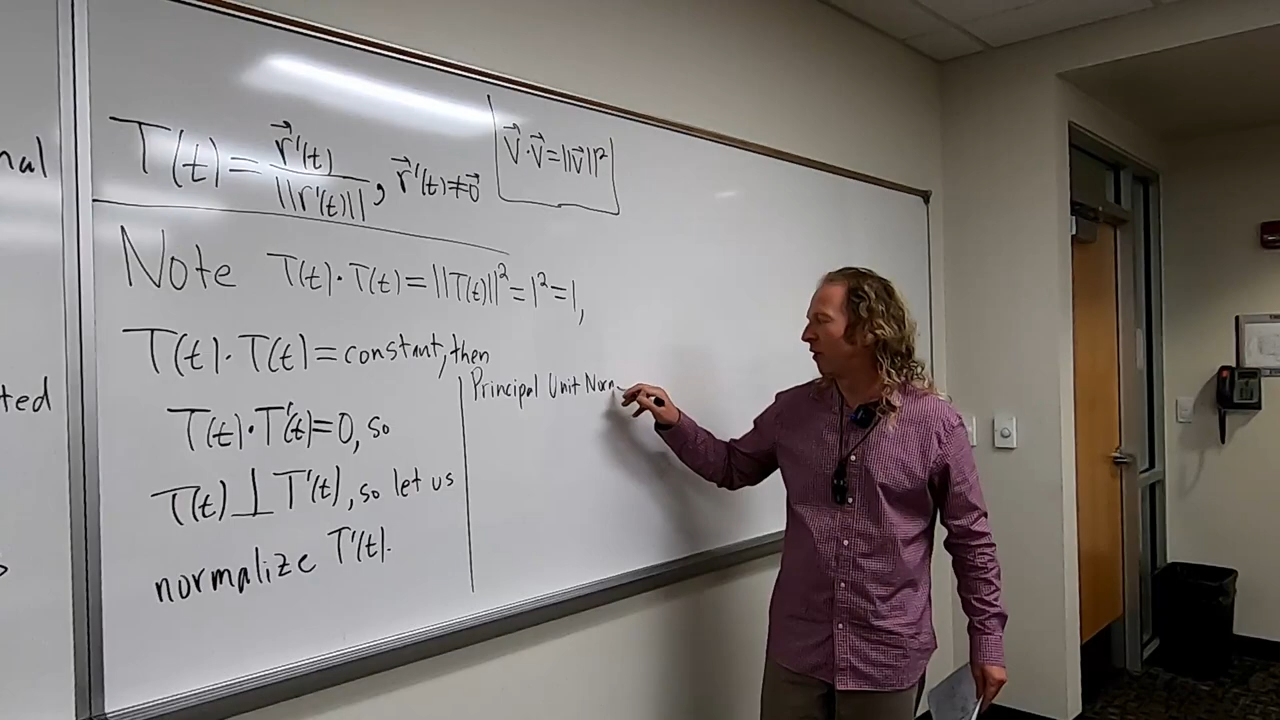 nal
ted
T(t) = r⃗'(t) / ||r'(t)||, r⃗'(t) ≠ 0⃗
v⃗·v⃗ = ||v⃗||²
Note T(t)·T(t) = ||T(t)||² = 1² = 1,
T(t)·T(t) = constant, then
T(t)·T'(t) = 0, so
T(t) ⊥ T'(t), so let us
normalize T'(t).
Principal Unit Norm